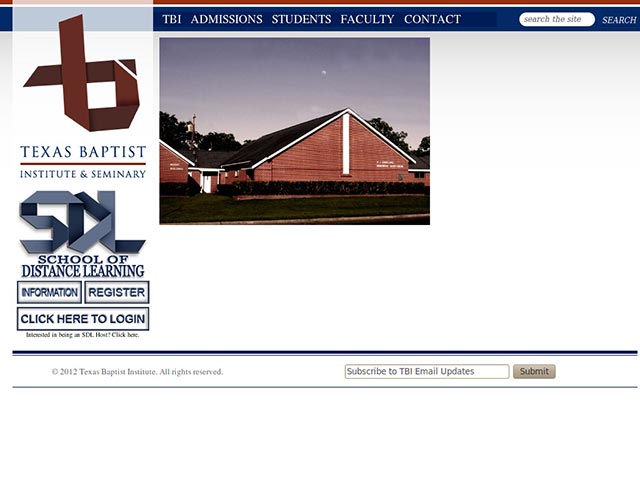 TBI ADMISSIONS STUDENTS FACULTY CONTACT
search the site SEARCH
TEXAS BAPTIST
INSTITUTE & SEMINARY
SDL
SCHOOL OF
DISTANCE LEARNING
INFORMATION REGISTER
CLICK HERE TO LOGIN
Interested in being an SDL Host? Click here.
© 2012 Texas Baptist Institute. All rights reserved.
Subscribe to TBI Email Updates Submit